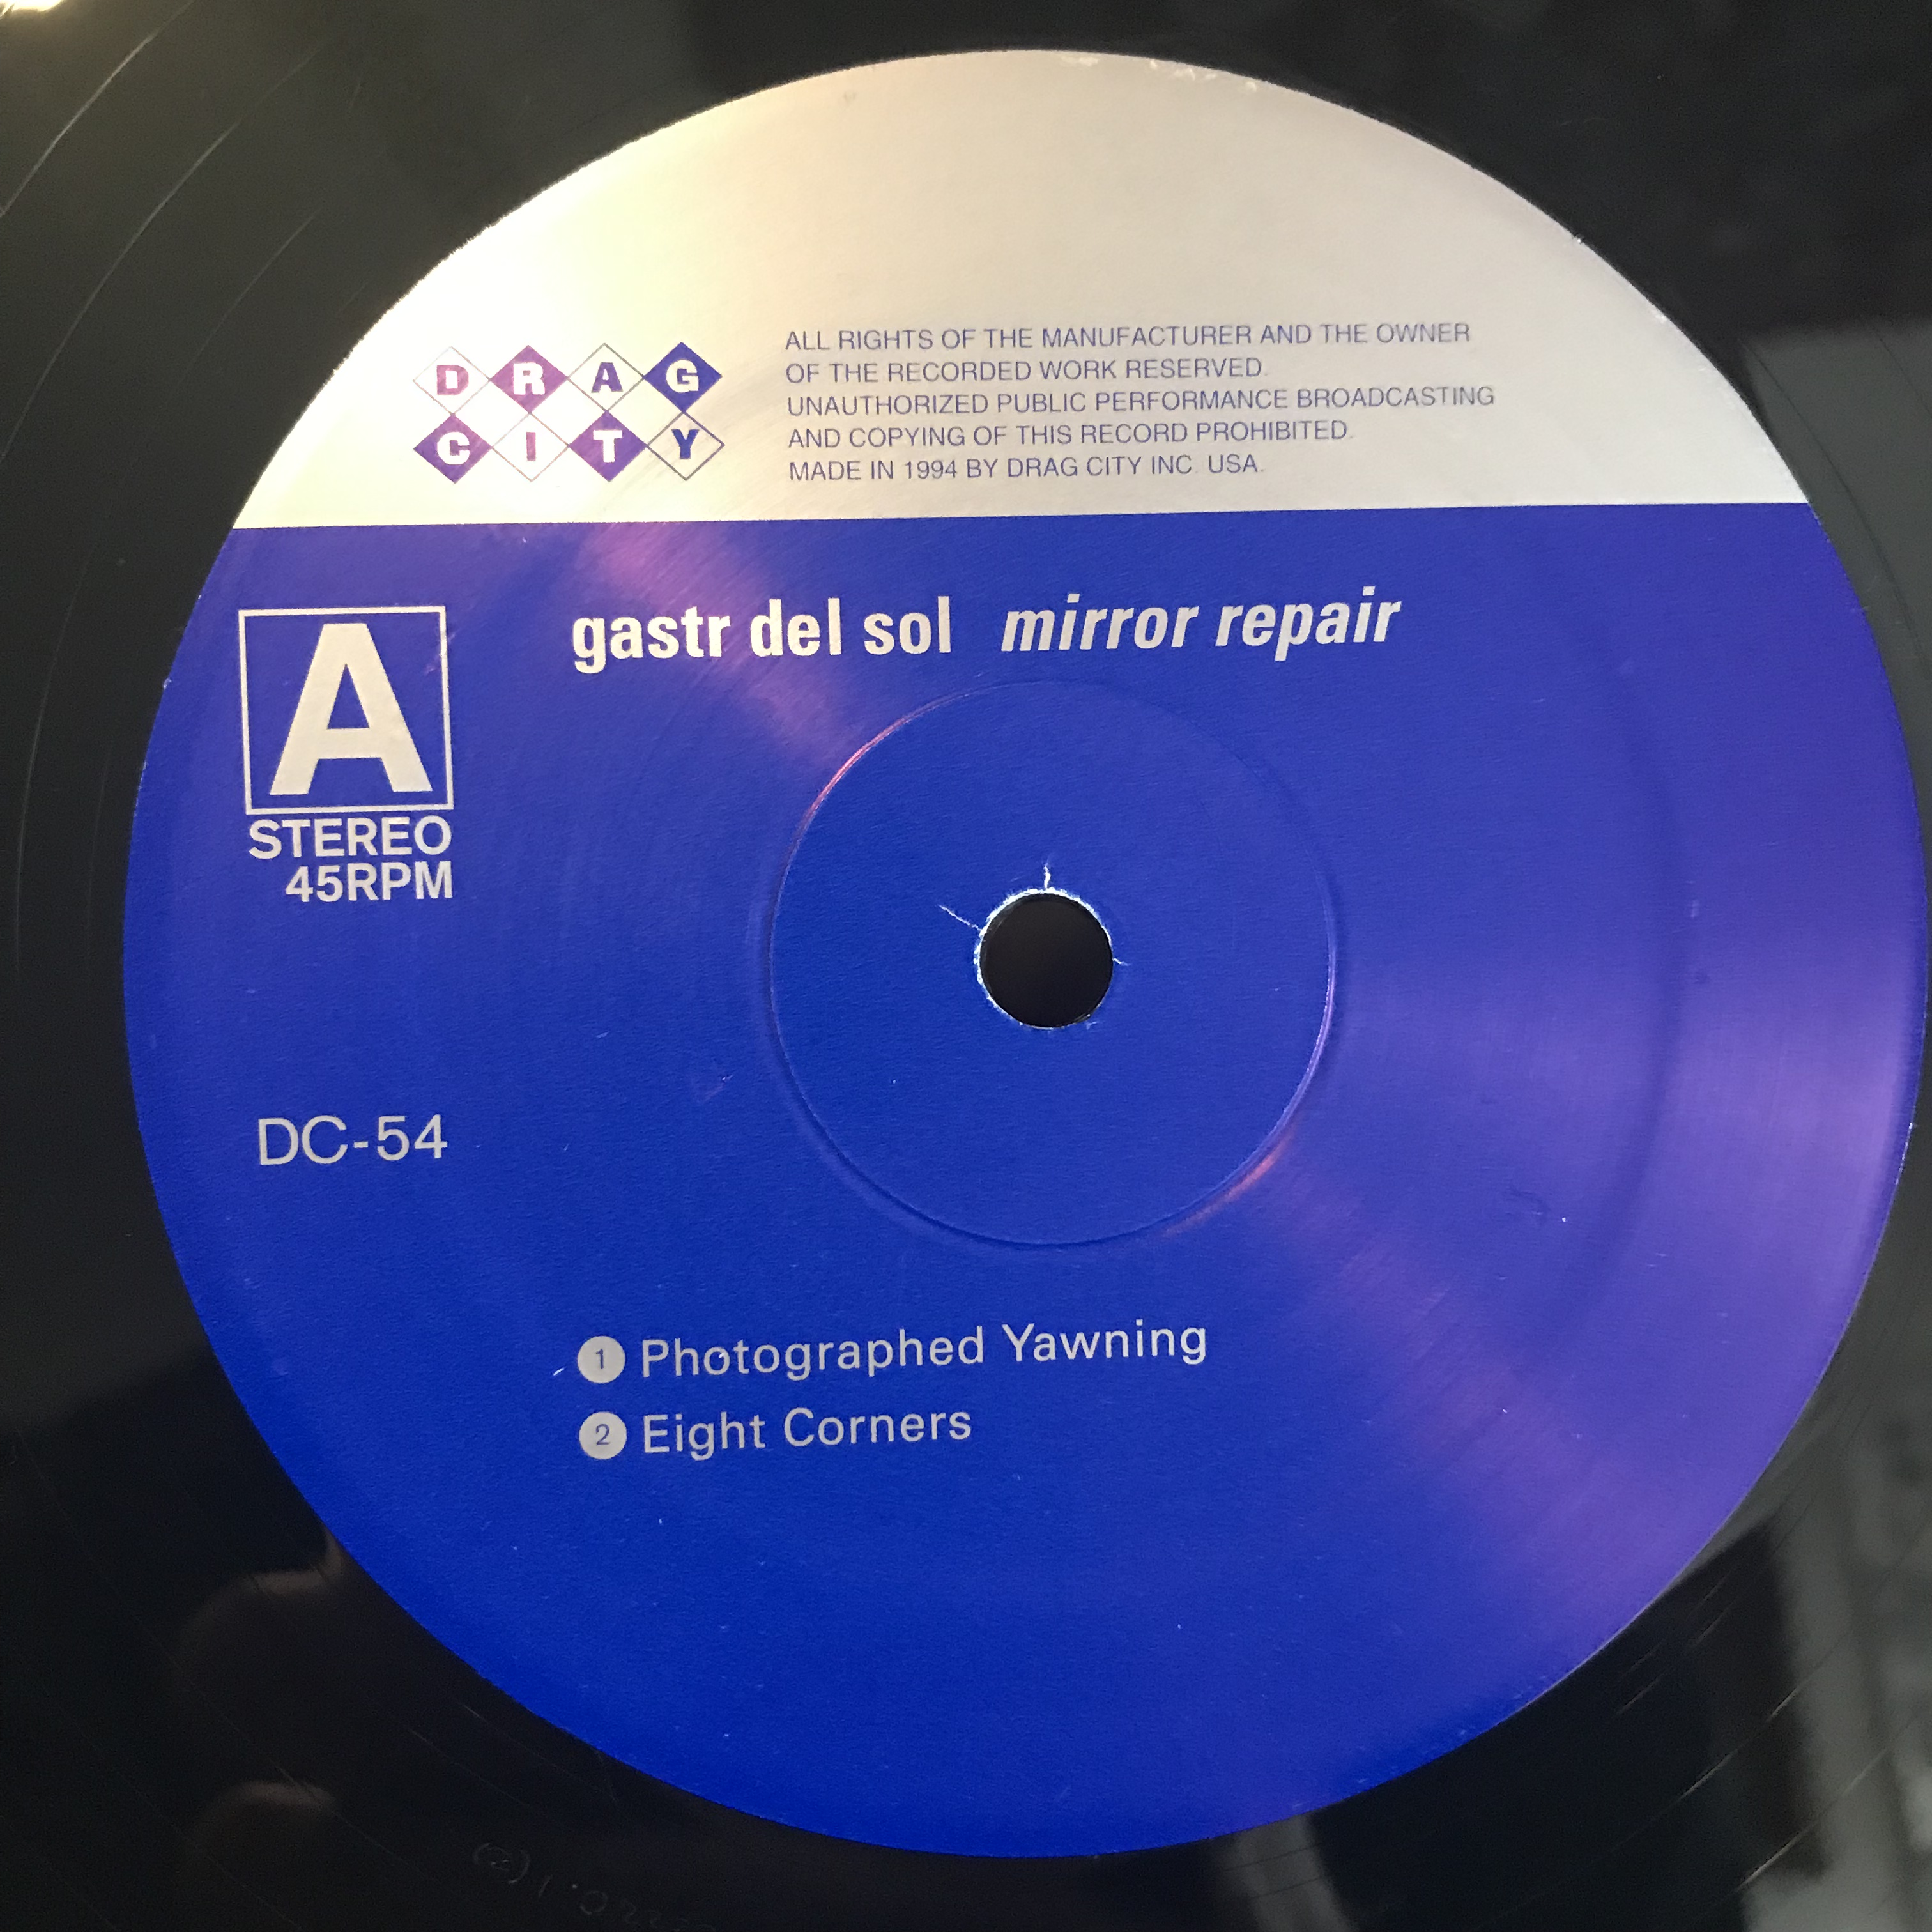 DRAG
CITY
ALL RIGHTS OF THE MANUFACTURER AND THE OWNER
OF THE RECORDED WORK RESERVED.
UNAUTHORIZED PUBLIC PERFORMANCE BROADCASTING
AND COPYING OF THIS RECORD PROHIBITED.
MADE IN 1994 BY DRAG CITY INC. USA.
gastr del sol mirror repair
A
STEREO
45RPM
DC-54
1 Photographed Yawning
2 Eight Corners